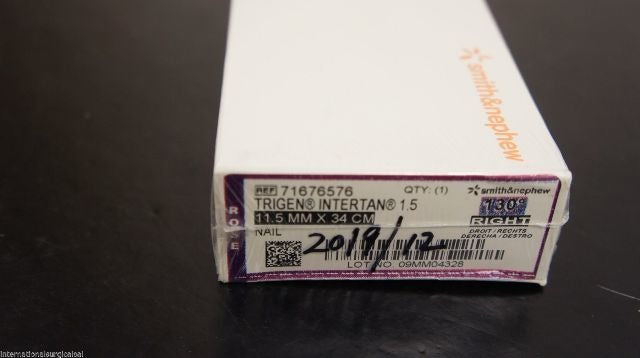 smith&nephew
REF 71676576 QTY: (1) smith&nephew
TRIGEN® INTERTAN® 1.5
11.5 MM X 34 CM
NAIL
130°
RIGHT
DROIT / RECHTS
DERECHA / DESTRO
2019/12
LOT NO. 09MM04328
internationalsurgicaloal